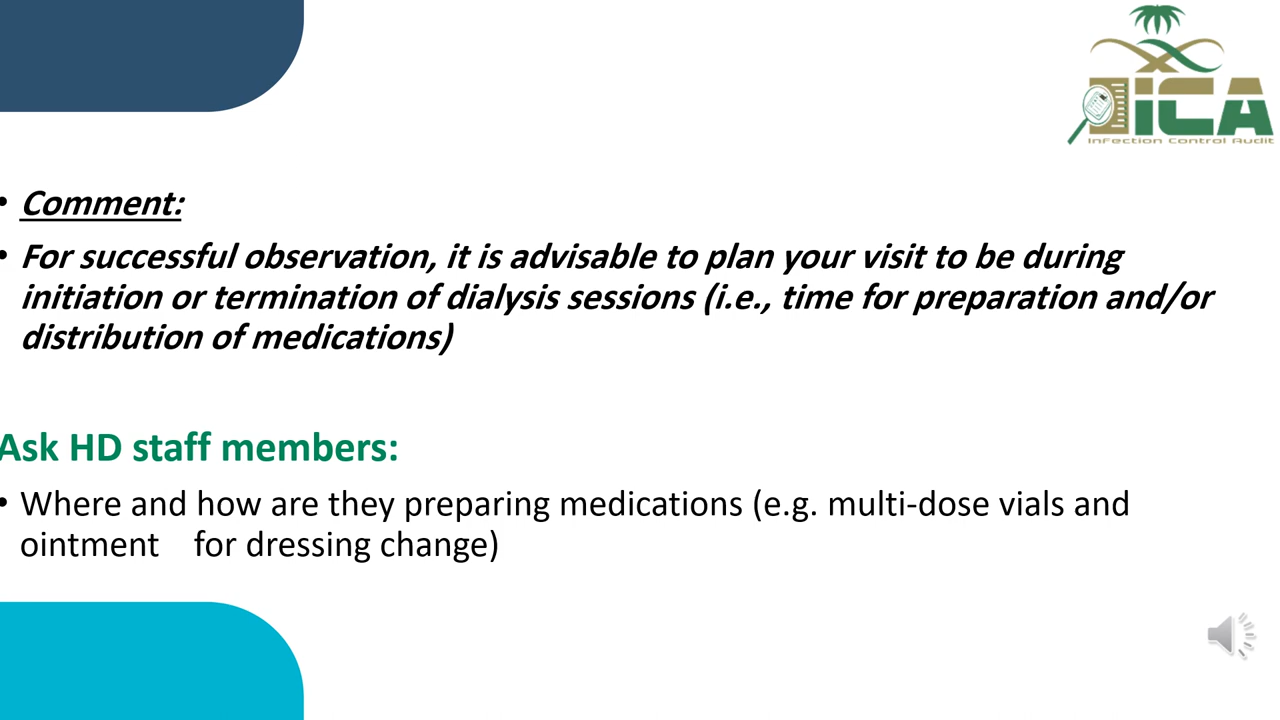 iCA
Infection Control Audit
• Comment:
• For successful observation, it is advisable to plan your visit to be during
initiation or termination of dialysis sessions (i.e., time for preparation and/or
distribution of medications)
Ask HD staff members:
• Where and how are they preparing medications (e.g. multi-dose vials and
ointment    for dressing change)